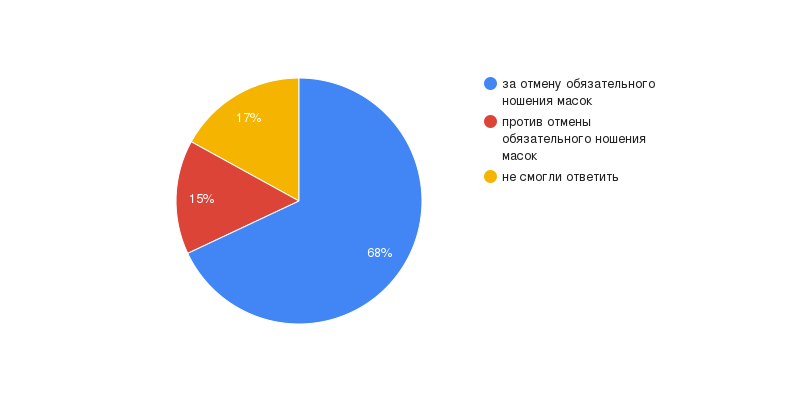 за отмену обязательного
ношения масок
против отмены
обязательного ношения
масок
не смогли ответить
17%
15%
68%